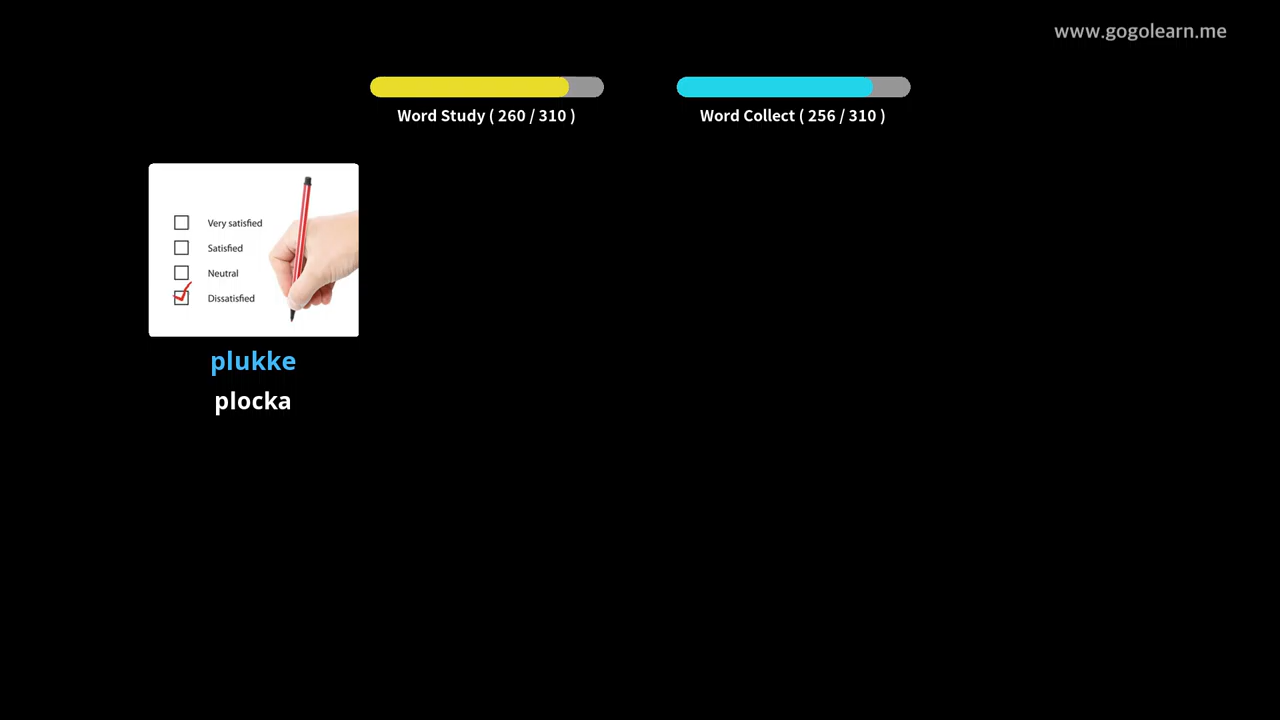 www.gogolearn.me
Word Study ( 260 / 310 )
Word Collect ( 256 / 310 )
Very satisfied
Satisfied
Neutral
Dissatisfied
plukke
plocka